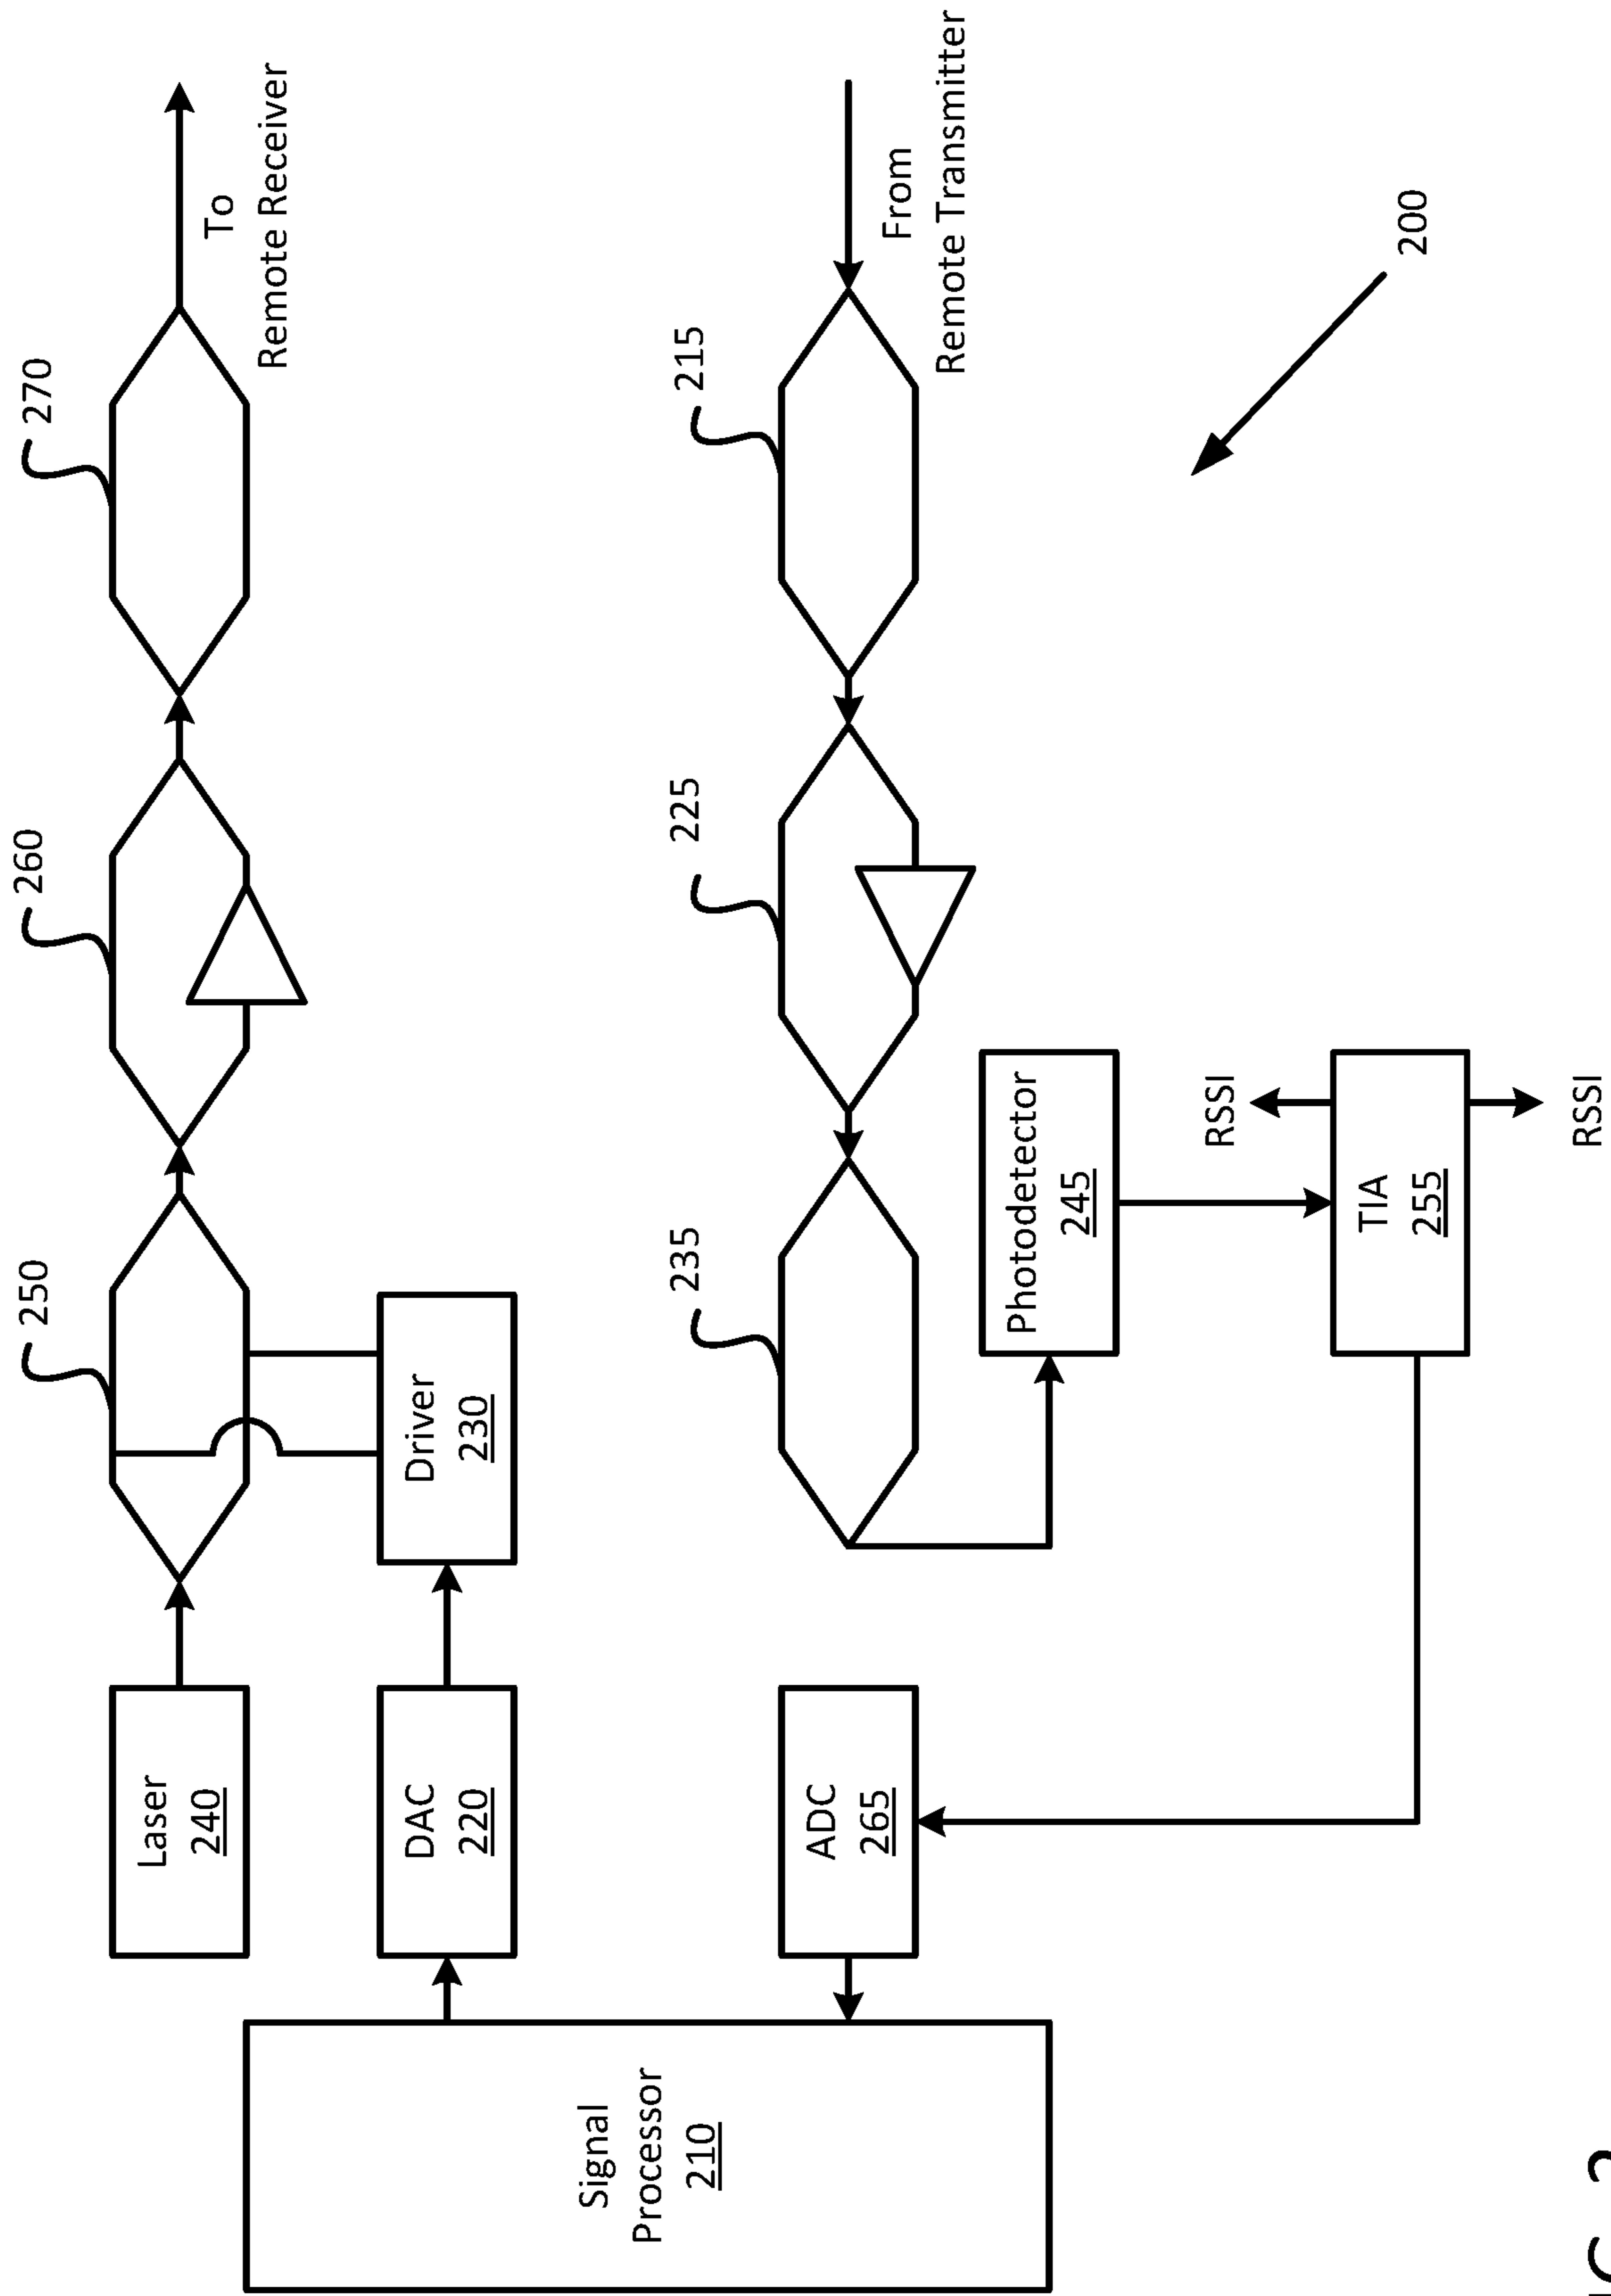 270
To
Remote Receiver
260
250
Laser
240
Driver
230
DAC
220
Signal
Processor
210
215
From
Remote Transmitter
225
235
Photodetector
245
RSSI
TIA
255
RSSI
ADC
265
200